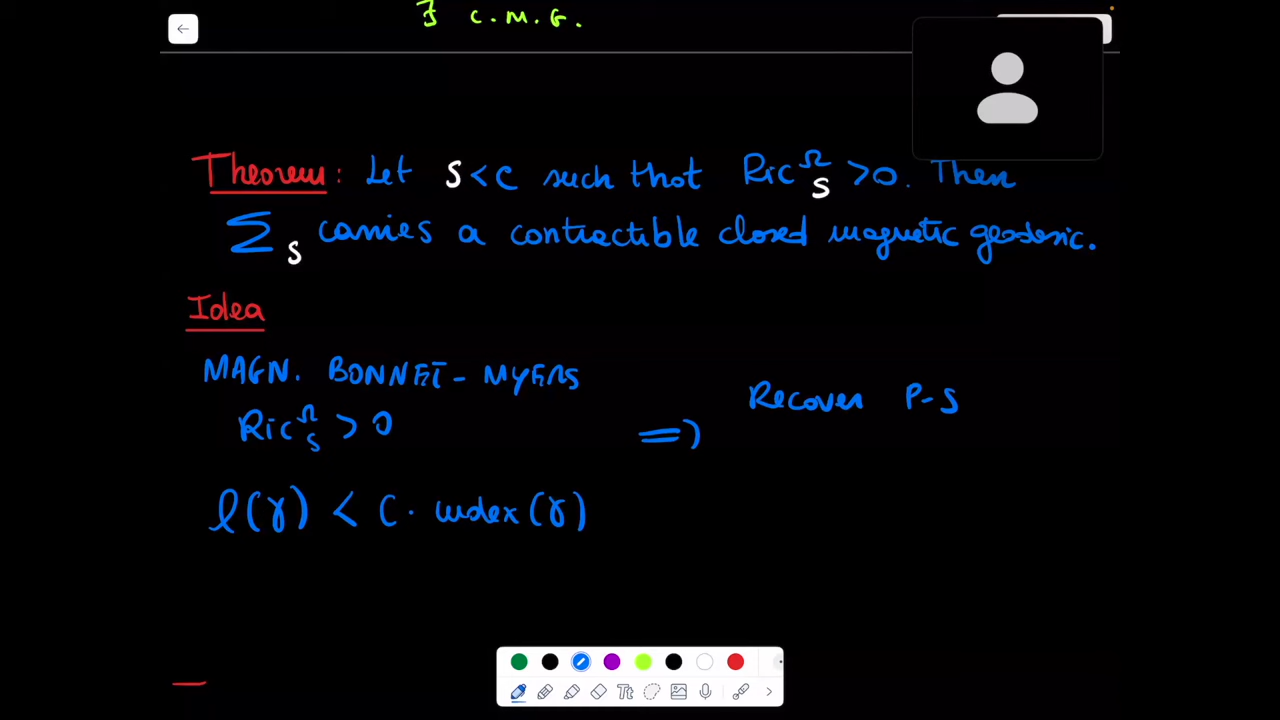 ∃ C.M.G.
Theorem: Let s < c such that Ric^Ω_s > 0. Then
Σ_s carries a contractible closed magnetic geodesic.
Idea
MAGN. BONNET-MYERS
Ric^Ω_s > 0
⇒ Recover P-S
ℓ(γ) < C. index(γ)
Tt